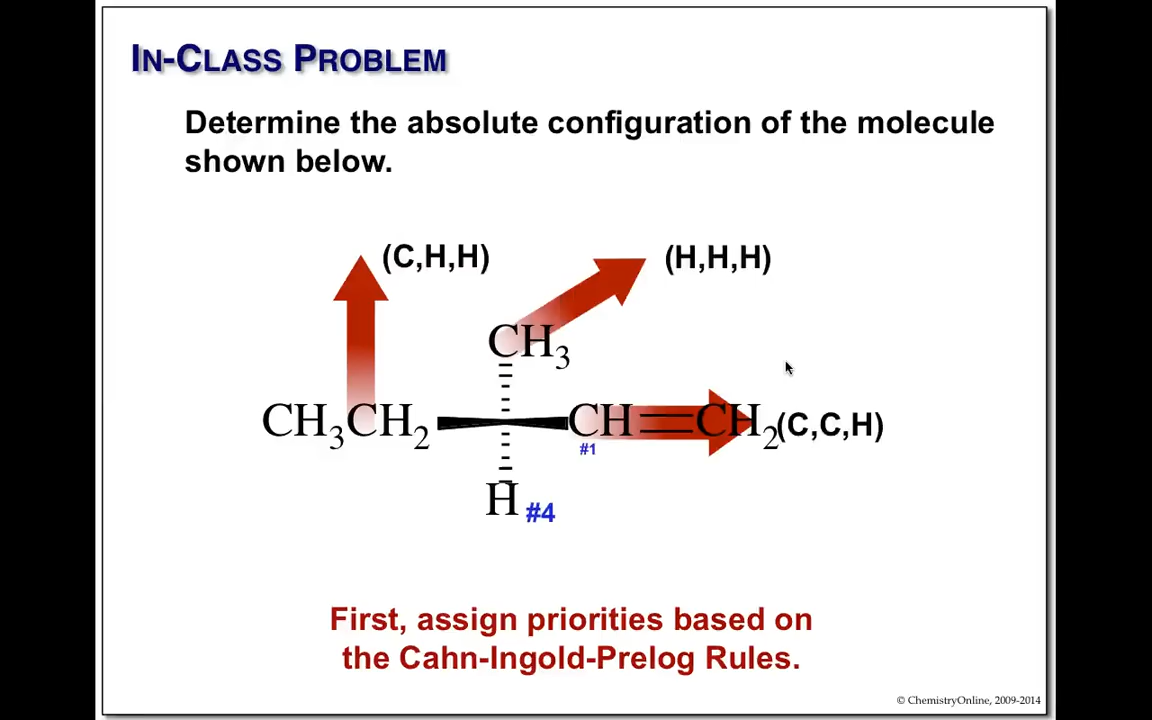 IN-CLASS PROBLEM
Determine the absolute configuration of the molecule
shown below.
(C,H,H)
(H,H,H)
CH₃
CH₃CH₂
CH=CH₂
(C,C,H)
#1
H
#4
First, assign priorities based on
the Cahn-Ingold-Prelog Rules.
© ChemistryOnline, 2009-2014